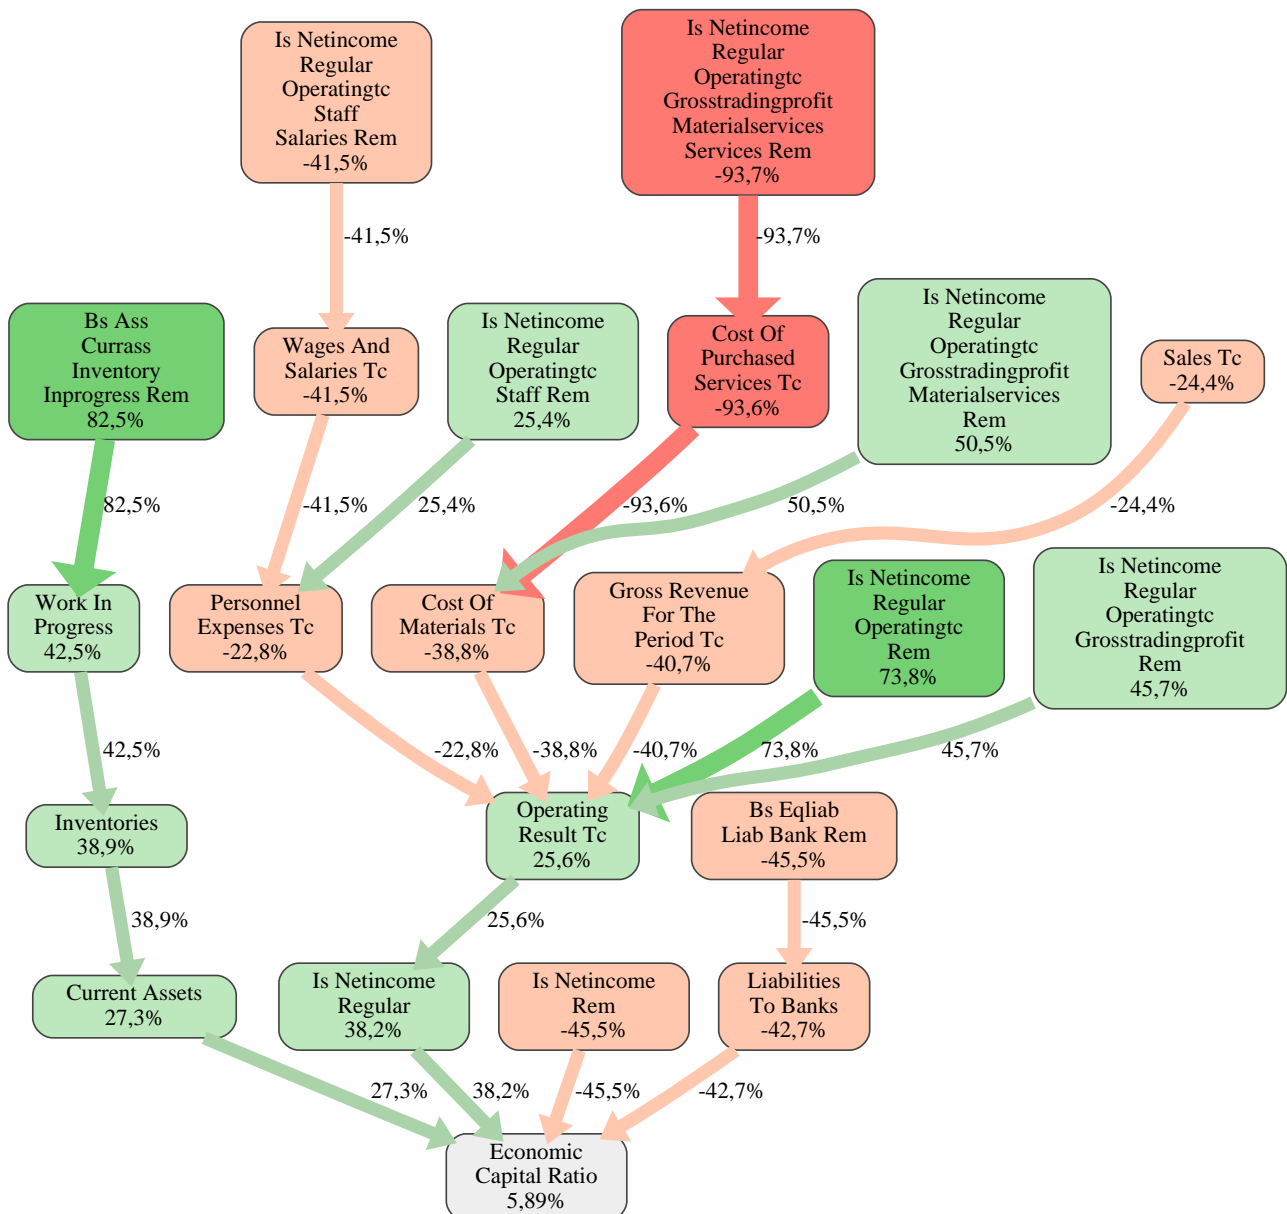 Is Netincome
Regular
Operatingtc
Staff
Salaries Rem
-41,5%
Is Netincome
Regular
Operatingtc
Grosstradingprofit
Materialservices
Services Rem
-93,7%
-41,5%
-93,7%
Bs Ass
Currass
Inventory
Inprogress Rem
82,5%
Wages And
Salaries Tc
-41,5%
Is Netincome
Regular
Operatingtc
Staff Rem
25,4%
Cost Of
Purchased
Services Tc
-93,6%
Is Netincome
Regular
Operatingtc
Grosstradingprofit
Materialservices
Rem
50,5%
Sales Tc
-24,4%
82,5%
-41,5%
25,4%
-93,6%
50,5%
-24,4%
Work In
Progress
42,5%
Personnel
Expenses Tc
-22,8%
Cost Of
Materials Tc
-38,8%
Gross Revenue
For The
Period Tc
-40,7%
Is Netincome
Regular
Operatingtc
Rem
73,8%
Is Netincome
Regular
Operatingtc
Grosstradingprofit
Rem
45,7%
42,5%
-22,8%
-38,8%
-40,7%
73,8%
45,7%
Inventories
38,9%
Operating
Result Tc
25,6%
Bs Eqliab
Liab Bank Rem
-45,5%
38,9%
25,6%
-45,5%
Current Assets
27,3%
Is Netincome
Regular
38,2%
Is Netincome
Rem
-45,5%
Liabilities
To Banks
-42,7%
27,3%
38,2%
-45,5%
-42,7%
Economic
Capital Ratio
5,89%